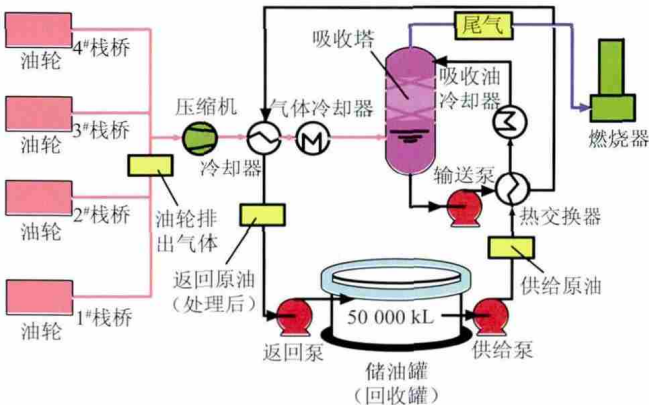 4#栈桥
油轮
3#栈桥
油轮
2#栈桥
油轮
1#栈桥
油轮
油轮排
出气体
压缩机
冷却器
气体冷却器
吸收塔
尾气
吸收油
冷却器
燃烧器
输送泵
热交换器
供给原油
返回原油
(处理后)
返回泵
50 000 kL
供给泵
储油罐
(回收罐)